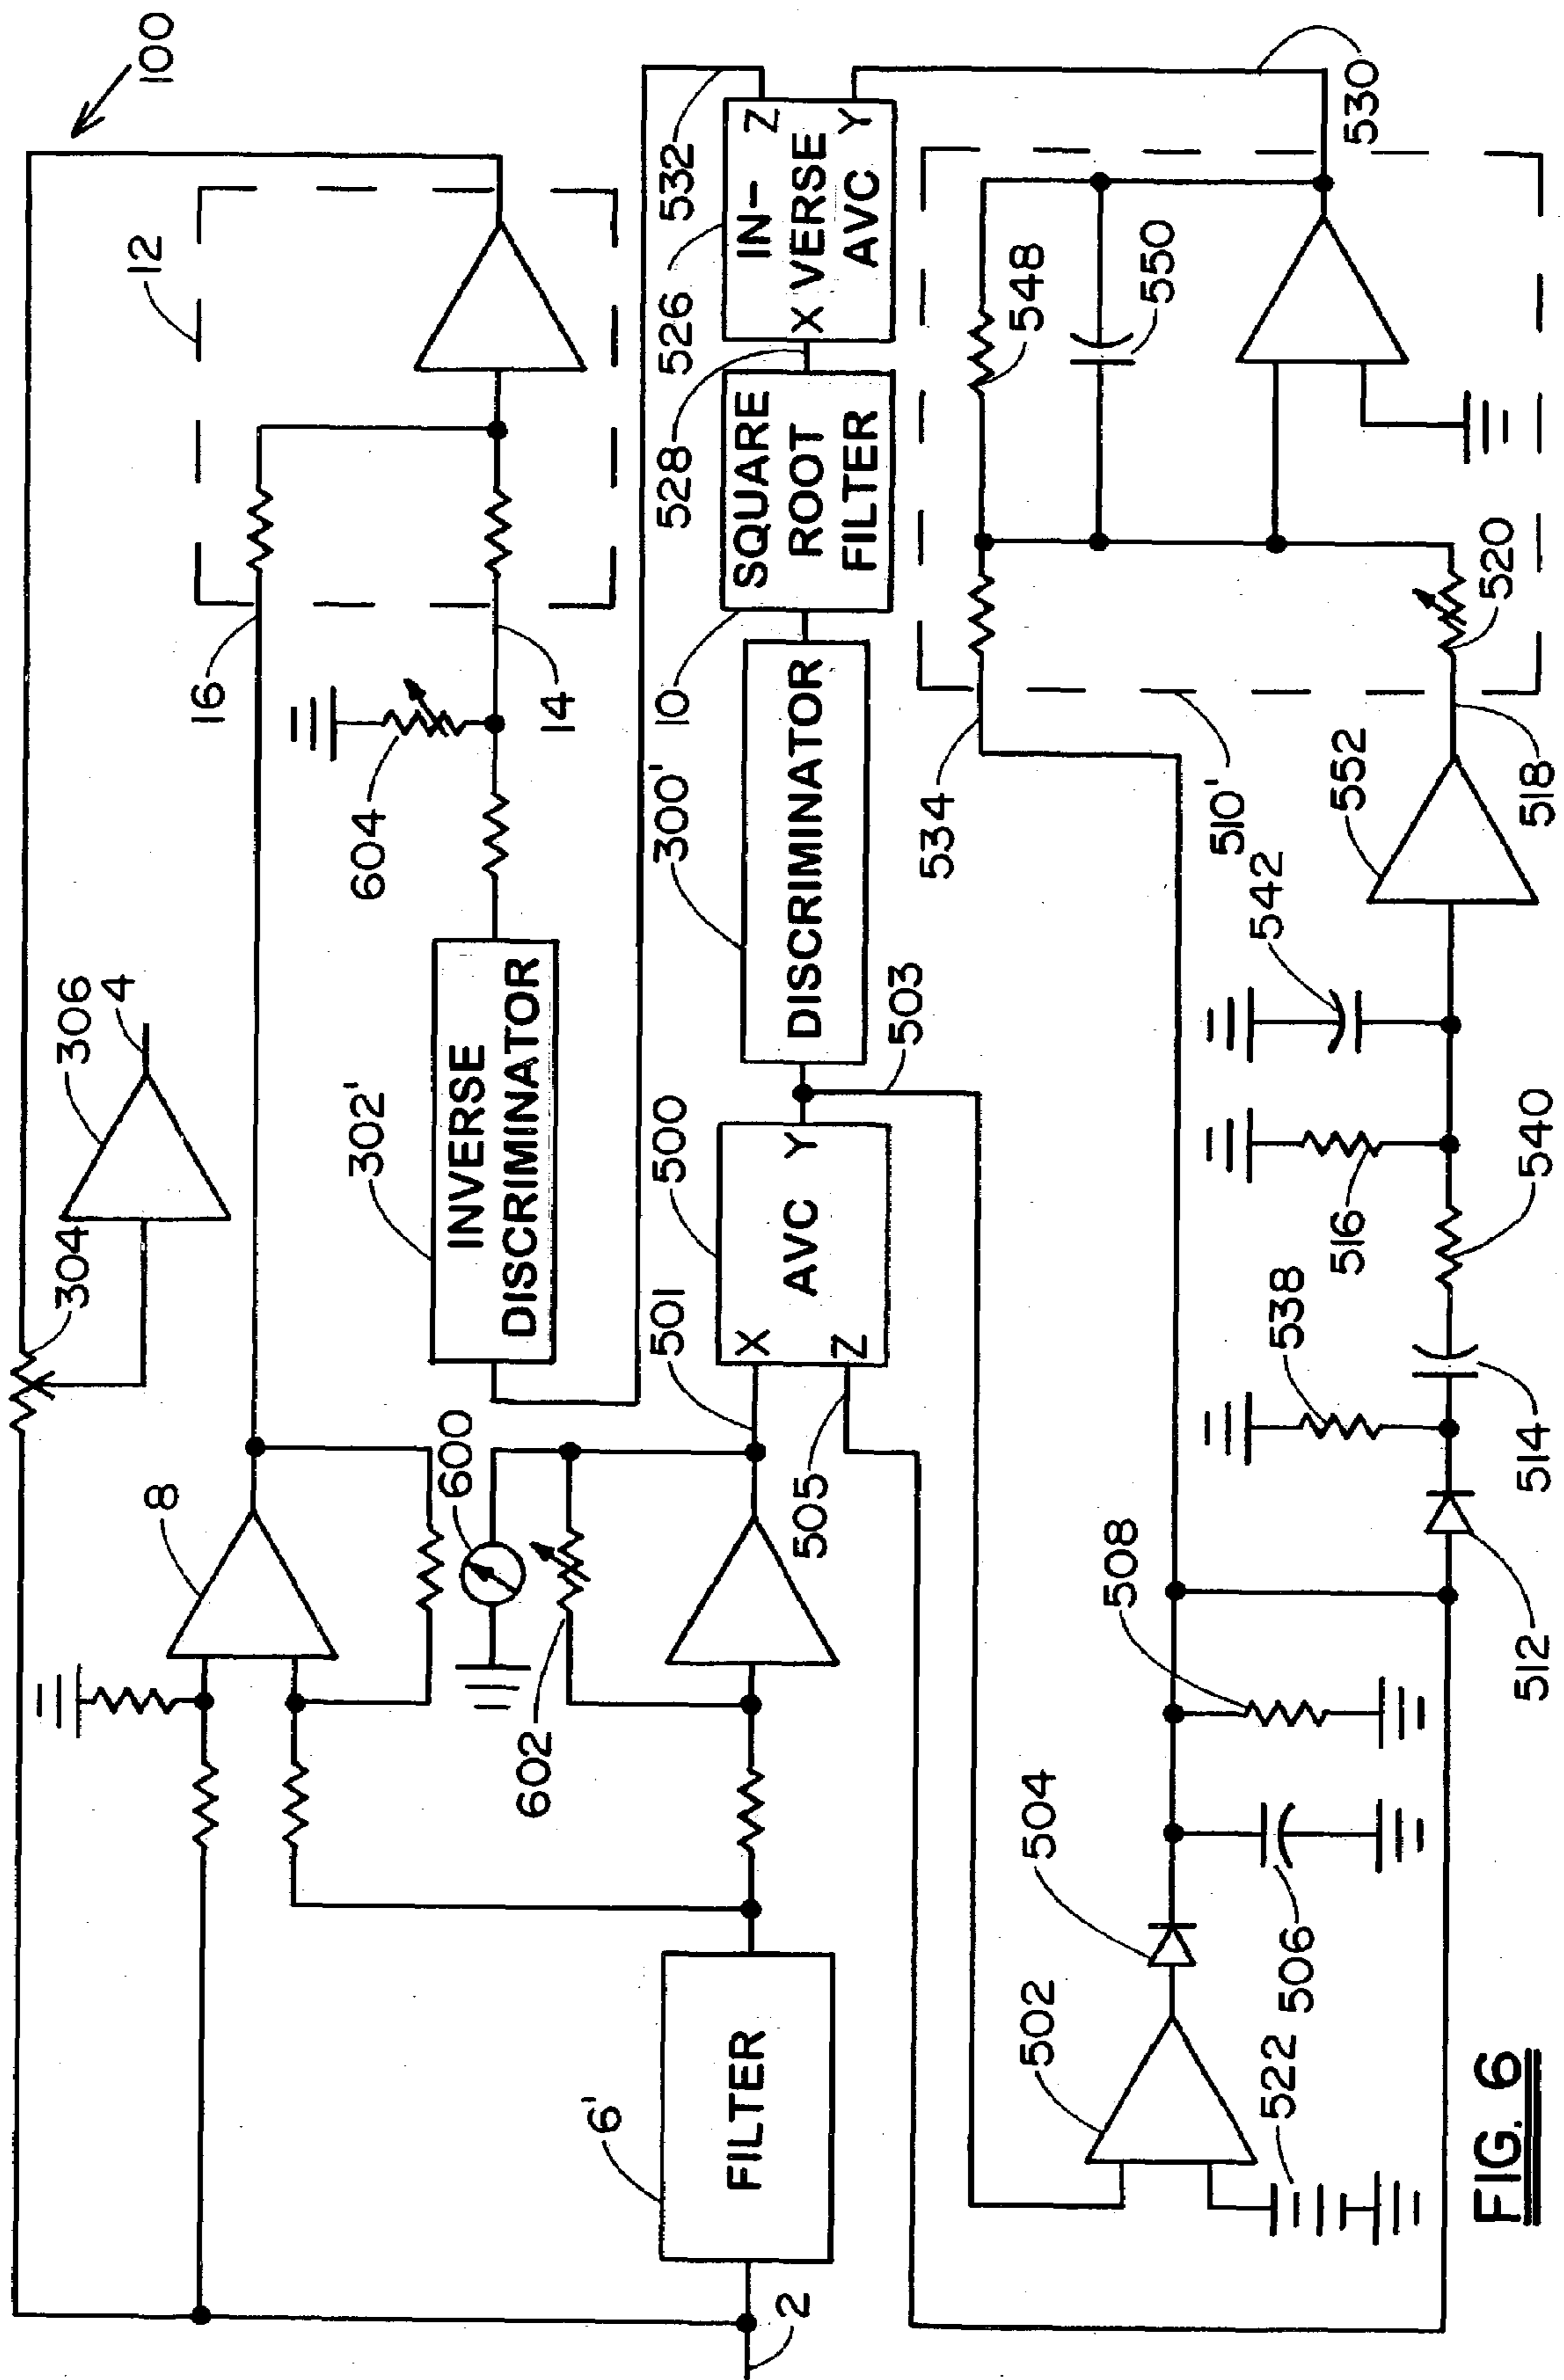 100
12
16
14
604
306
4
304
8
302'
INVERSE
DISCRIMINATOR
600
602
6'
FILTER
2
501
X
AVC
Y
Z
500
505
503
300'
DISCRIMINATOR
10
SQUARE
ROOT
FILTER
528
526
532
IN-
Z
X VERSE
Y
AVC
530
534
548
550
510'
520
518
552
542
516
540
538
514
512
508
504
506
502
522
FIG. 6